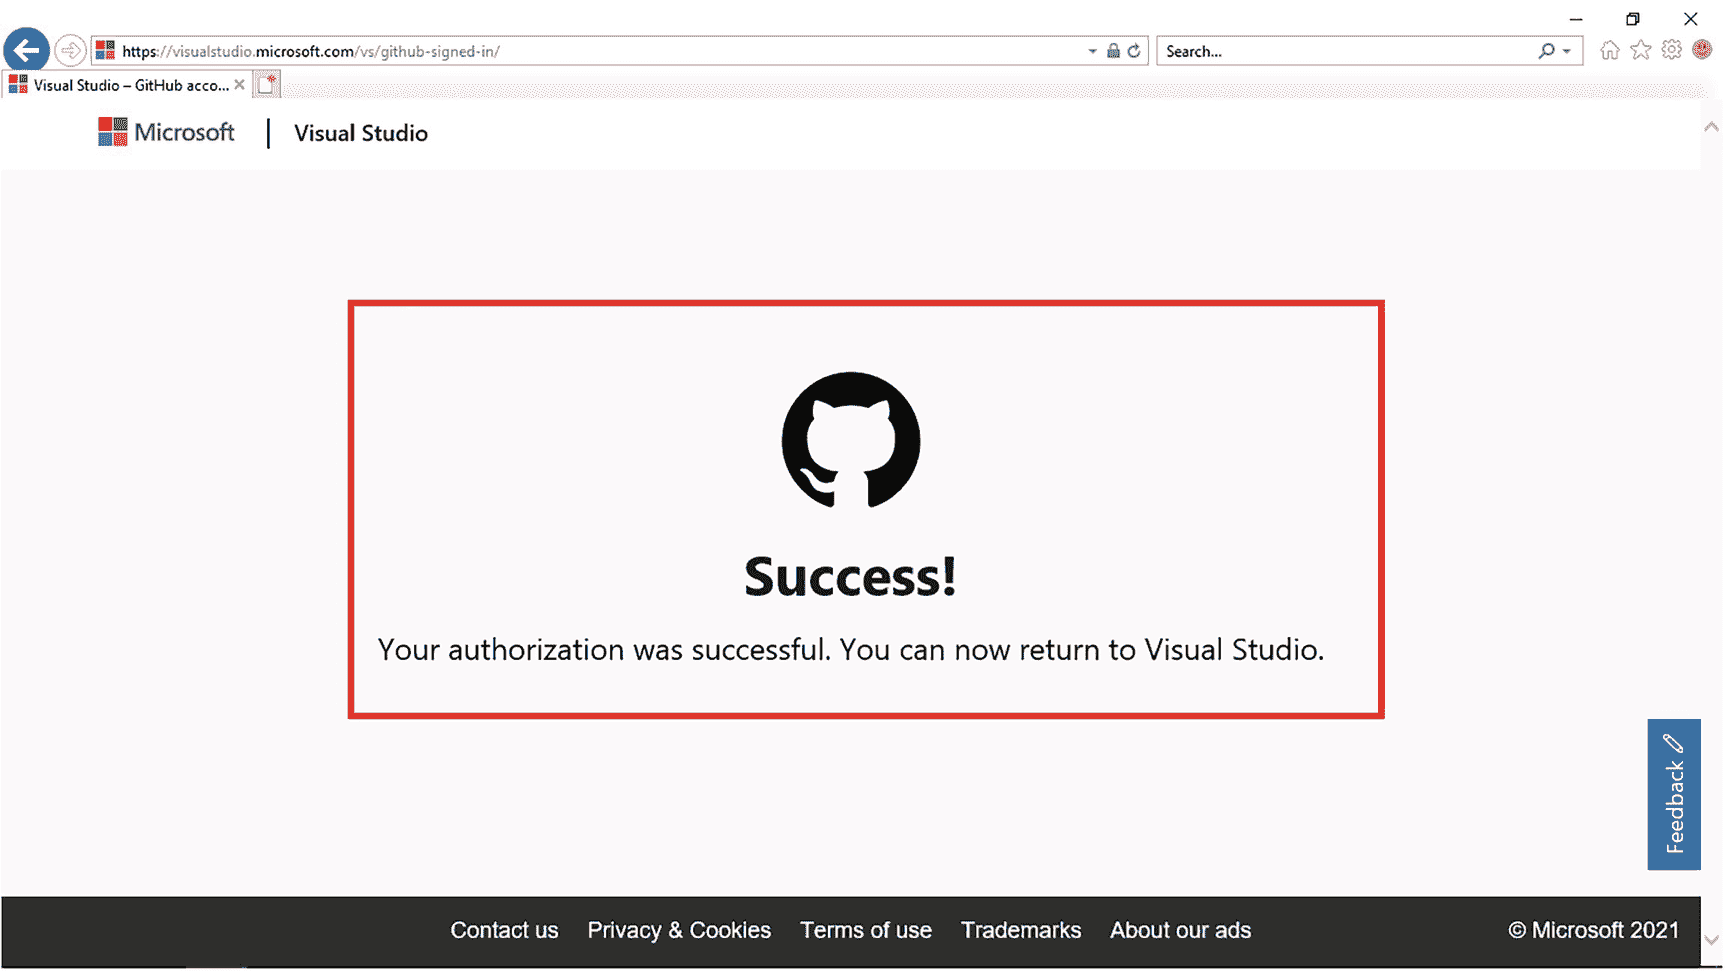 https://visualstudio.microsoft.com/vs/github-signed-in/
Search...
Visual Studio – GitHub acco...
Microsoft | Visual Studio
Success!
Your authorization was successful. You can now return to Visual Studio.
Feedback
Contact us Privacy & Cookies Terms of use Trademarks About our ads © Microsoft 2021